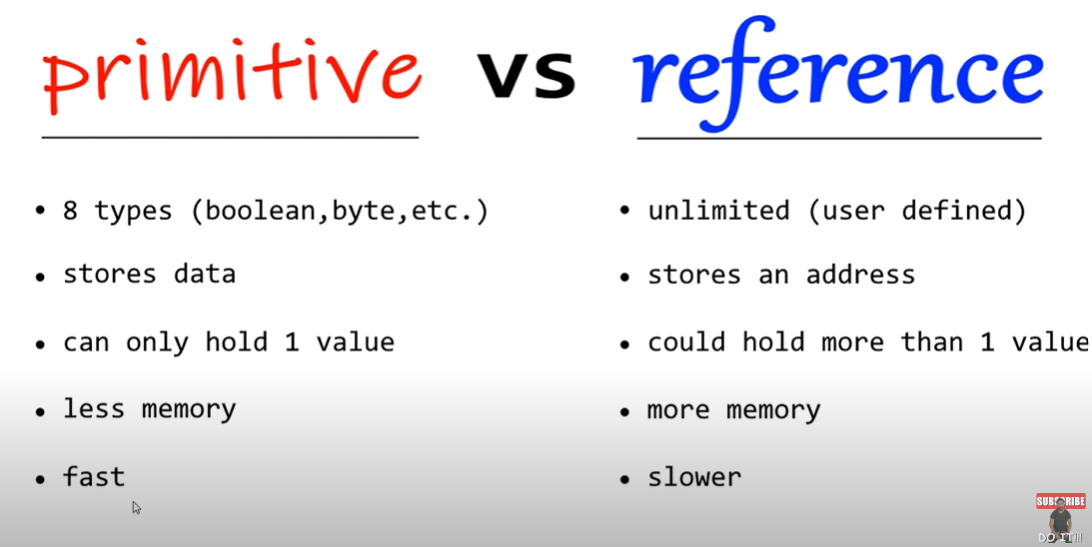 primitive vs reference
• 8 types (boolean,byte,etc.)
• stores data
• can only hold 1 value
• less memory
• fast
• unlimited (user defined)
• stores an address
• could hold more than 1 value
• more memory
• slower
SUBSCRIBE
DO IT!!!